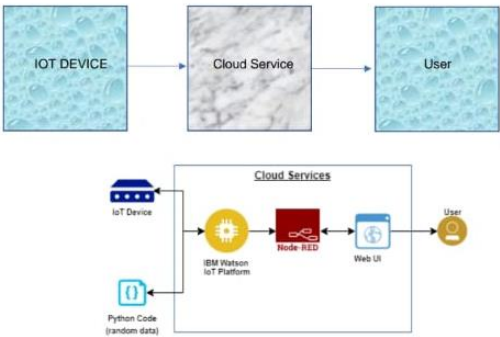 IOT DEVICE
Cloud Service
User
Cloud Services
IoT Device
IBM Watson
IoT Platform
Node-RED
Web UI
User
{}
Python Code
(random data)